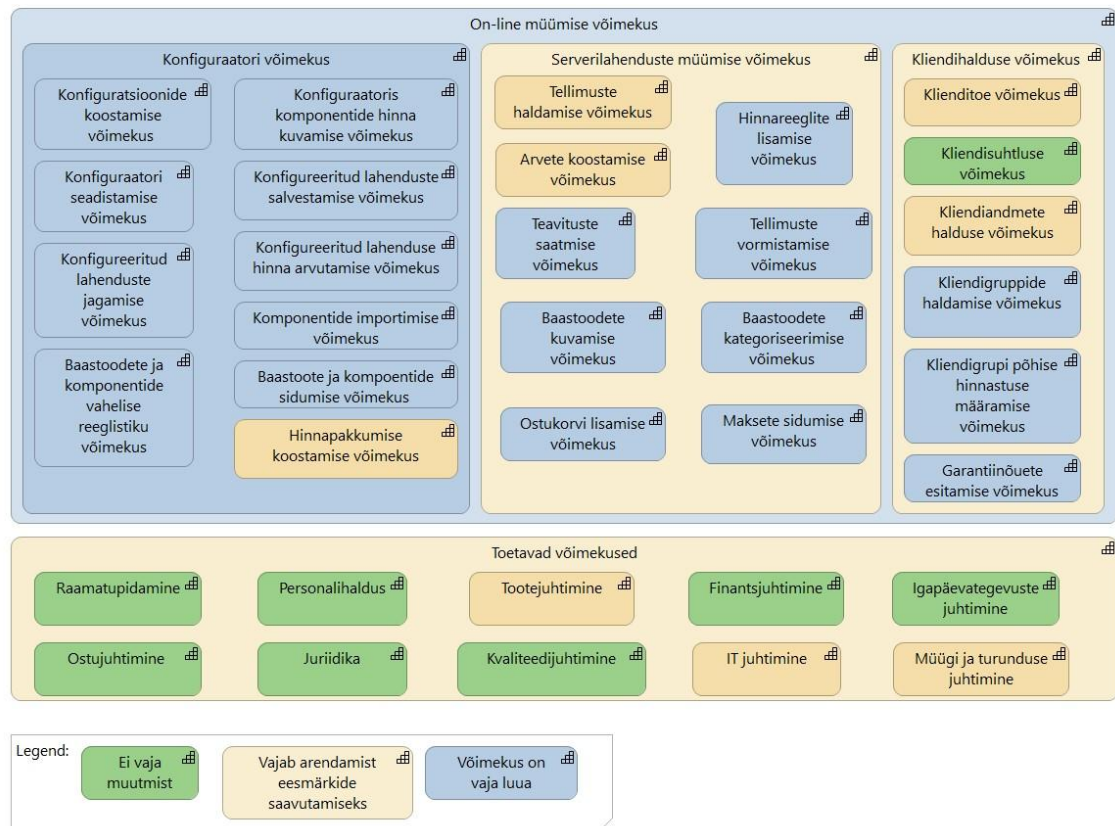 On-line müümise võimekus
Konfiguraatori võimekus
Konfiguratsioonide
koostamise
võimekus
Konfiguraatoris
komponentide hinna
kuvamise võimekus
Konfiguraatori
seadistamise
võimekus
Konfigureeritud lahenduste
salvestamise võimekus
Konfigureeritud
lahenduste
jagamise
võimekus
Konfigureeritud lahenduse
hinna arvutamise võimekus
Komponentide importimise
võimekus
Baastoodete ja
komponentide
vahelise
reeglistiku
võimekus
Baastoote ja kompoentide
sidumise võimekus
Hinnapakkumise
koostamise võimekus
Serverilahenduste müümise võimekus
Tellimuste
haldamise võimekus
Hinnareeglite
lisamise
võimekus
Arvete koostamise
võimekus
Teavituste
saatmise
võimekus
Tellimuste
vormistamise
võimekus
Baastoodete
kuvamise
võimekus
Baastoodete
kategoriseerimise
võimekus
Ostukorvi lisamise
võimekus
Maksete sidumise
võimekus
Kliendihalduse võimekus
Klienditoe võimekus
Kliendisuhtluse
võimekus
Kliendiandmete
halduse võimekus
Kliendigruppide
haldamise võimekus
Kliendigrupi põhise
hinnastuse
määramise
võimekus
Garantiinõuete
esitamise võimekus
Toetavad võimekused
Raamatupidamine
Personalihaldus
Tootejuhtimine
Finantsjuhtimine
Igapäevategevuste
juhtimine
Ostujuhtimine
Juriidika
Kvaliteedijuhtimine
IT juhtimine
Müügi ja turunduse
juhtimine
Legend:
Ei vaja
muutmist
Vajab arendamist
eesmärkide
saavutamiseks
Võimekus on
vaja luua